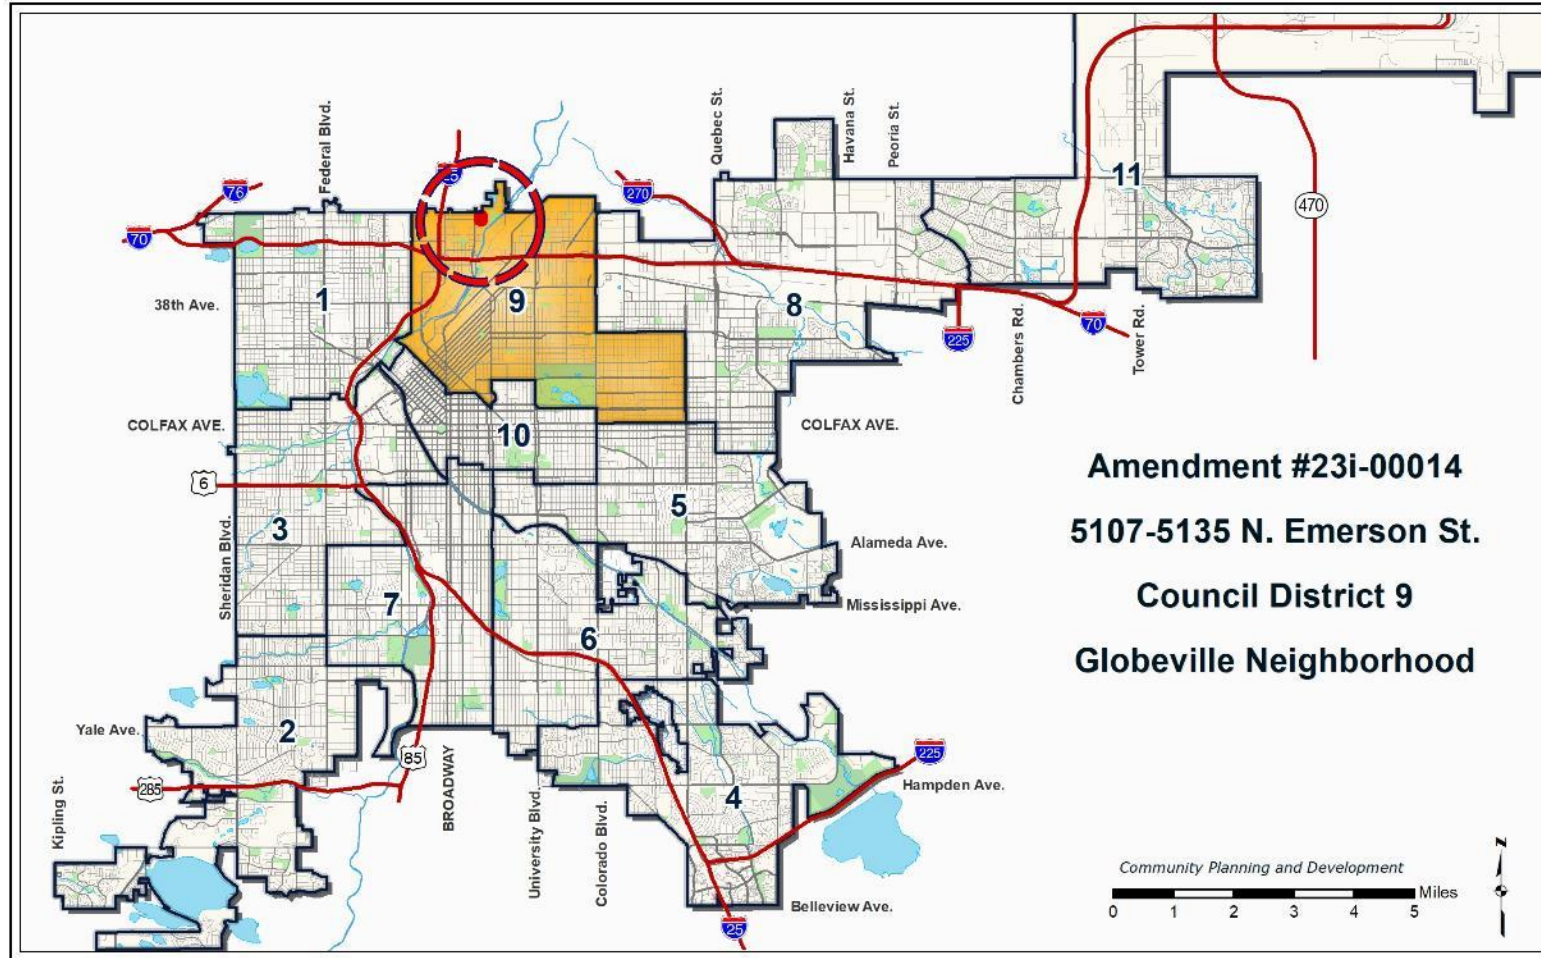 Federal Blvd.
Quebec St.
Havana St.
Peoria St.
76
25
270
11
470
70
1
9
8
38th Ave.
225
70
Chambers Rd.
Tower Rd.
COLFAX AVE.
10
COLFAX AVE.
Amendment #23i-00014
5107-5135 N. Emerson St.
Council District 9
Globeville Neighborhood
6
3
5
Sheridan Blvd.
Alameda Ave.
7
Mississippi Ave.
6
Yale Ave.
2
85
BROADWAY
225
285
Kipling St.
University Blvd.
Colorado Blvd.
4
Hampden Ave.
Belleview Ave.
25
Community Planning and Development
Miles
0 1 2 3 4 5
N